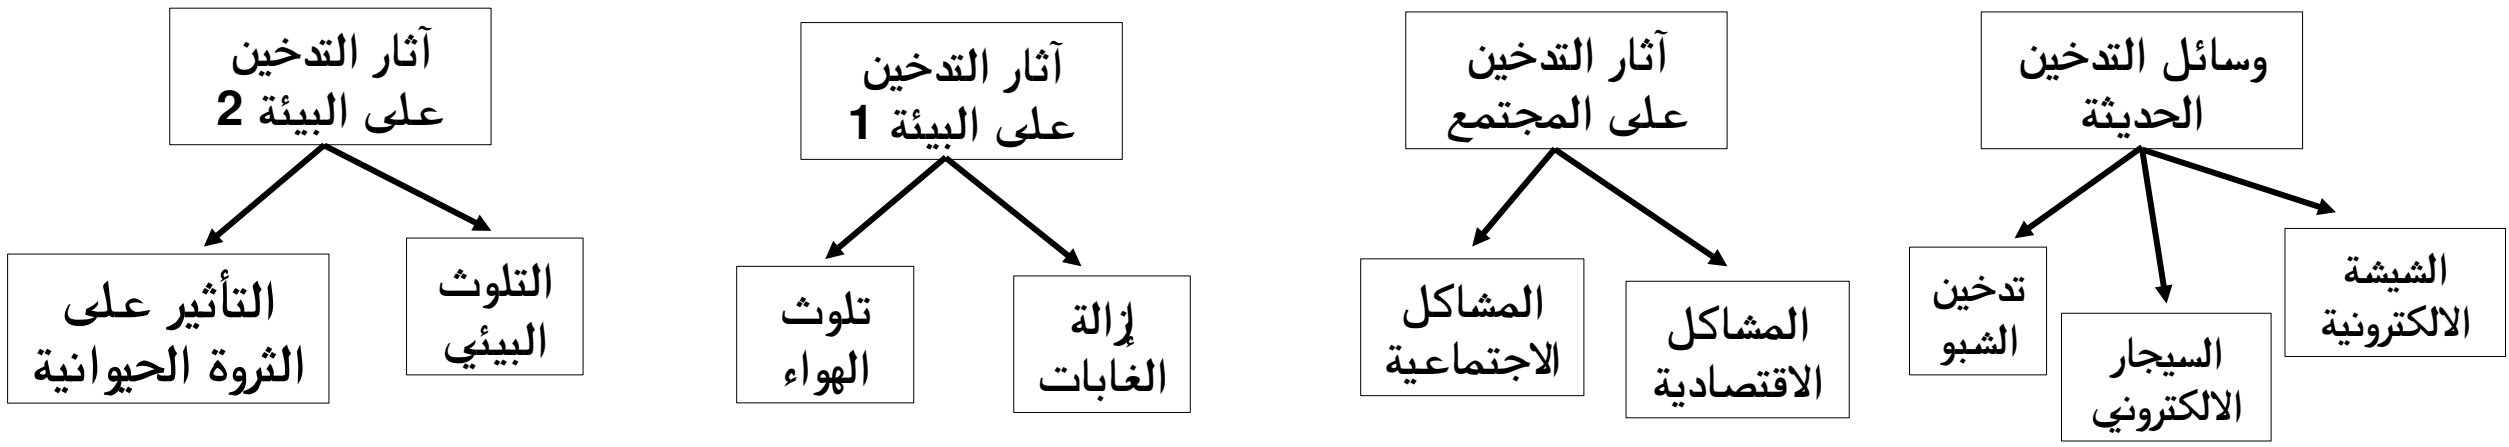 وسائل التدخين
الحديثة
الشيشة
الالكترونية
السيجار
الالكتروني
تدخين
الشبو
آثار التدخين
على المجتمع
المشاكل
الاقتصادية
المشاكل
الاجتماعية
آثار التدخين
على البيئة 1
إزالة
الغابات
تلوث
الهواء
آثار التدخين
على البيئة 2
التلوث
البيئي
التأثير على
الثروة الحيوانية